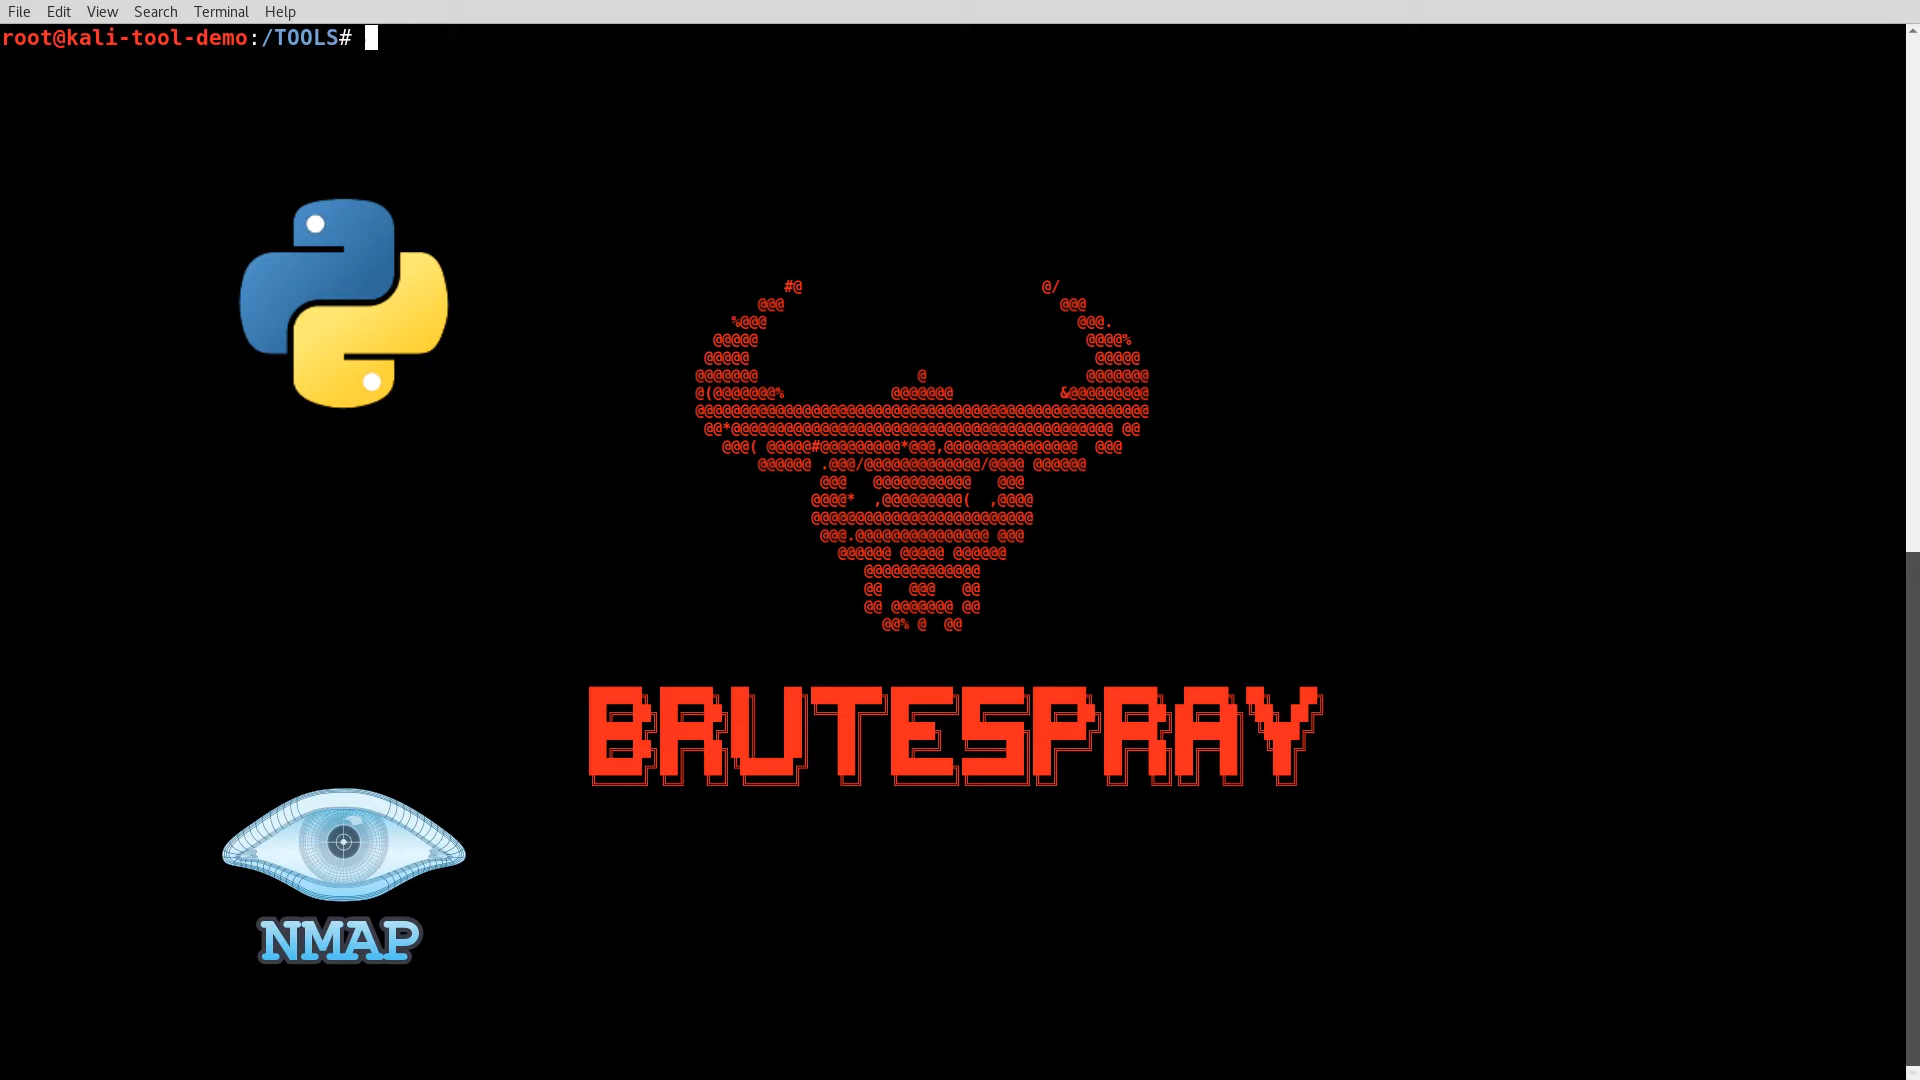 File Edit View Search Terminal Help
root@kali-tool-demo:/TOOLS#
#@ @/
@@@ @@@
%@@@ @@@.
@@@@@ @@@@%
@@@@@ @@@@@
@@@@@@@ @ @@@@@@@
@(@@@@@@@% @@@@@@@ &@@@@@@@@@
@@@@@@@@@@@@@@@@@@@@@@@@@@@@@@@@@@@@@@@@@@@@@@@@@@@
@@*@@@@@@@@@@@@@@@@@@@@@@@@@@@@@@@@@@@@@@@@@@@ @@
@@@( @@@@@#@@@@@@@@@*@@@,@@@@@@@@@@@@@@@ @@@
@@@@@@ .@@@/@@@@@@@@@@@@@/@@@@ @@@@@@
@@@ @@@@@@@@@@@ @@@
@@@@* ,@@@@@@@@@( ,@@@@
@@@@@@@@@@@@@@@@@@@@@@@@@
@@@.@@@@@@@@@@@@@@@ @@@
@@@@@@ @@@@@ @@@@@@
@@@@@@@@@@@@@
@@ @@@ @@
@@ @@@@@@@ @@
@@% @ @@
BRUTESPRAY
NMAP